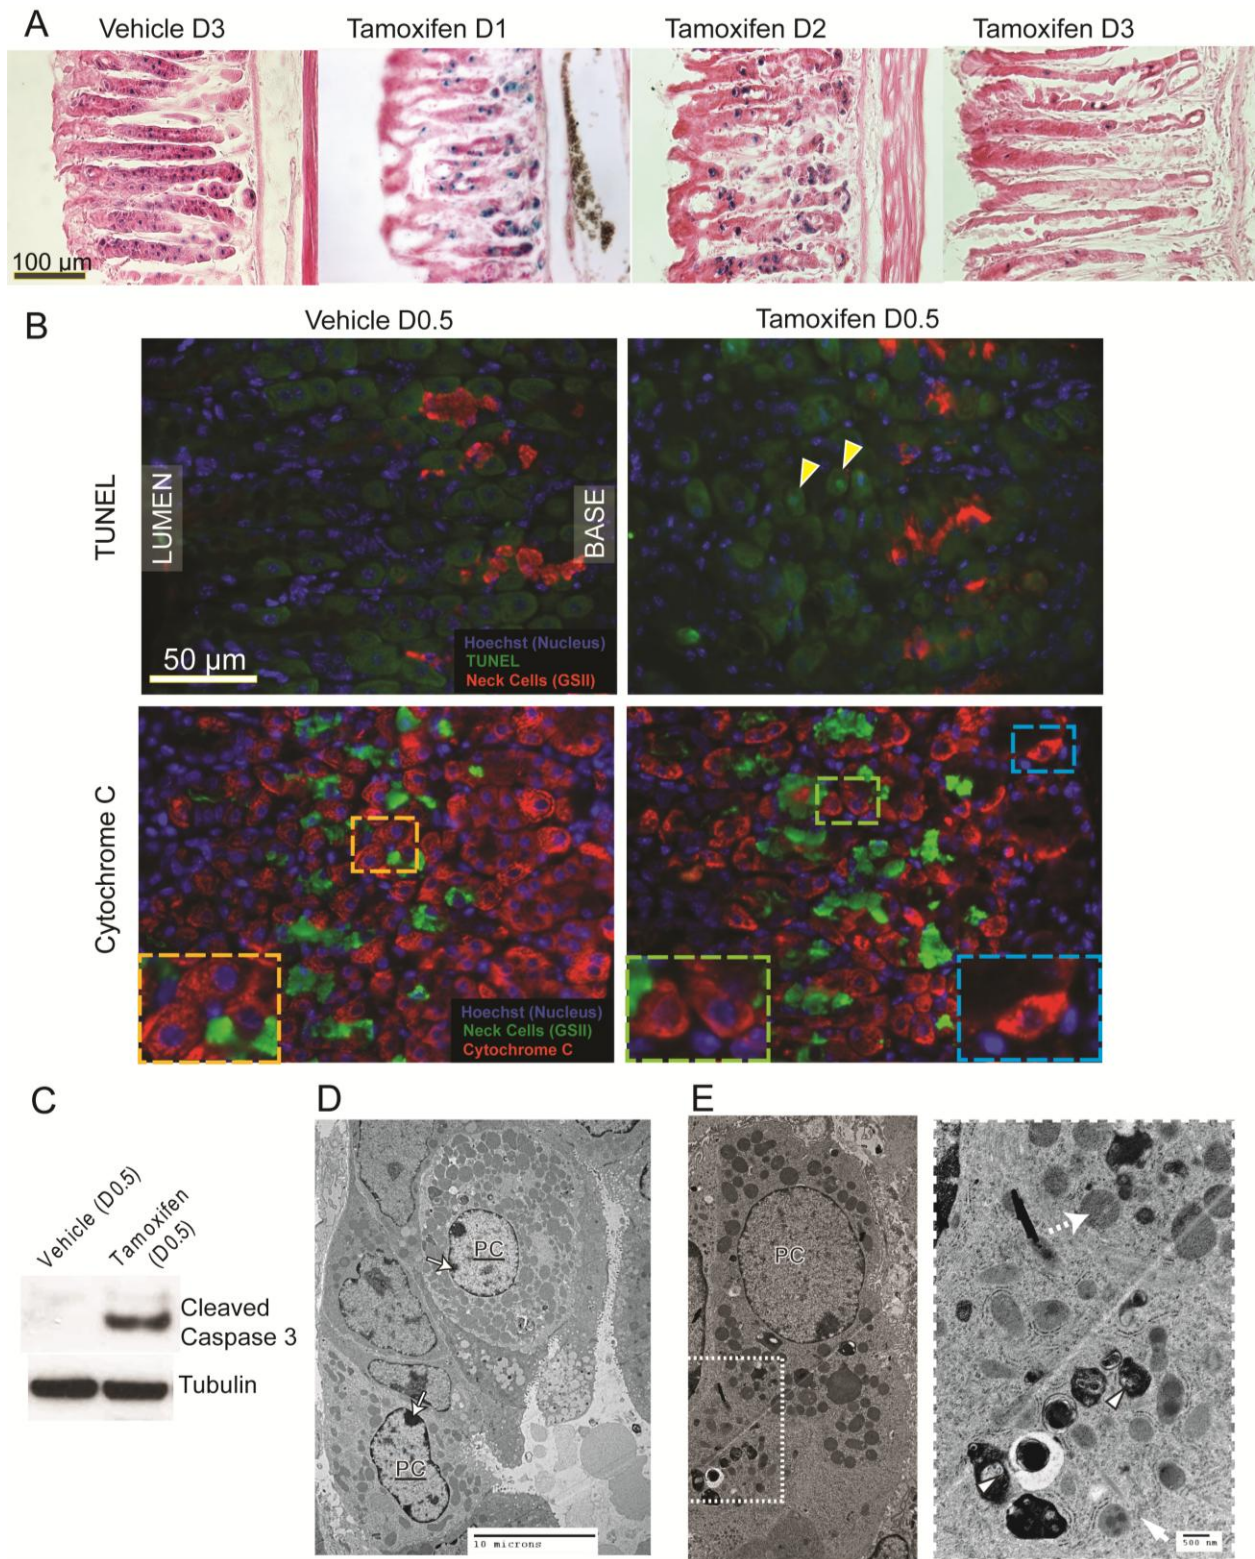 A
Vehicle D3
Tamoxifen D1
Tamoxifen D2
Tamoxifen D3
100 µm
B
Vehicle D0.5
Tamoxifen D0.5
TUNEL
LUMEN
BASE
50 µm
Hoechst (Nucleus)
TUNEL
Neck Cells (GSII)
Cytochrome C
Hoechst (Nucleus)
Neck Cells (GSII)
Cytochrome C
C
Vehicle (D0.5)
Tamoxifen
(D0.5)
Cleaved
Caspase 3
Tubulin
D
PC
PC
10 microns
E
PC
500 nm